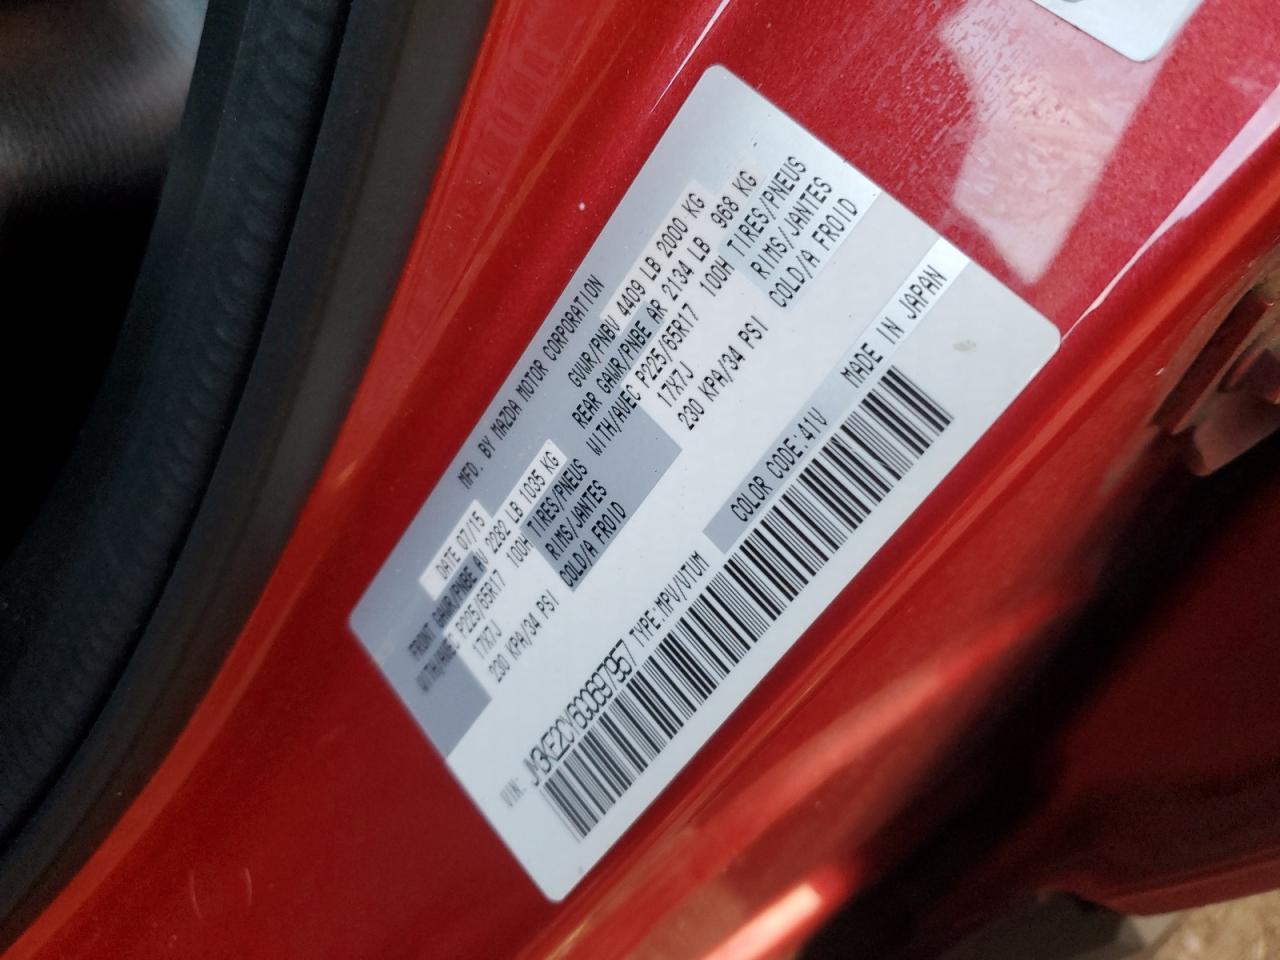 MFD. BY MAZDA MOTOR CORPORATION
DATE 07/15 GVWR/PNBV 4409 LB 2000 KG
FRONT GAWR/PNBE AV 2282 LB 1035 KG REAR GAWR/PNBE AR 2134 LB 968 KG
WITH/AVEC P225/65R17 100H TIRES/PNEUS WITH/AVEC P225/65R17 100H TIRES/PNEUS
17X7J RIMS/JANTES 17X7J RIMS/JANTES
230 KPA/34 PSI COLD/A FROID 230 KPA/34 PSI COLD/A FROID
COLOR CODE:41V MADE IN JAPAN
VIN: JM3KE2CY6G0697957 TYPE:MPV/VTUM